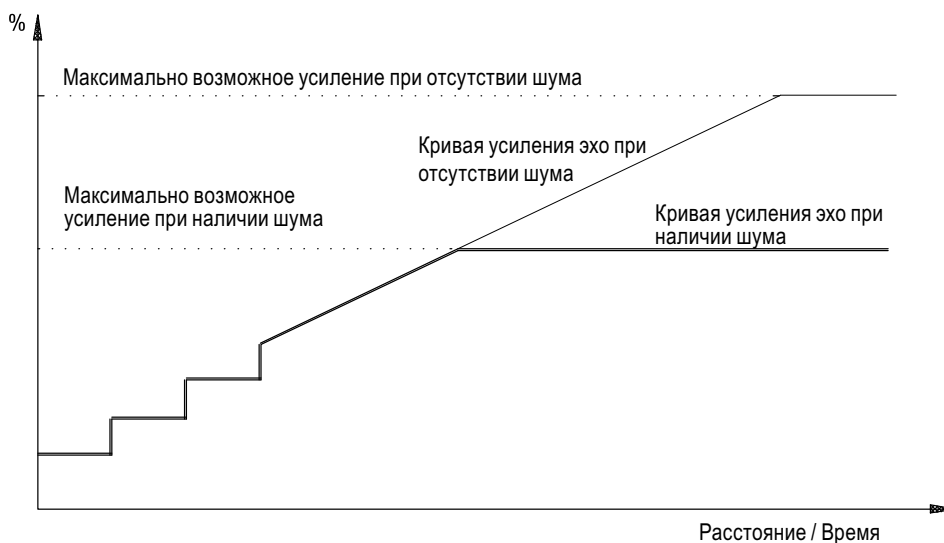 %
Максимально возможное усиление при отсутствии шума
Кривая усиления эхо при
отсутствии шума
Максимально возможное
усиление при наличии шума
Кривая усиления эхо при
наличии шума
Расстояние / Время